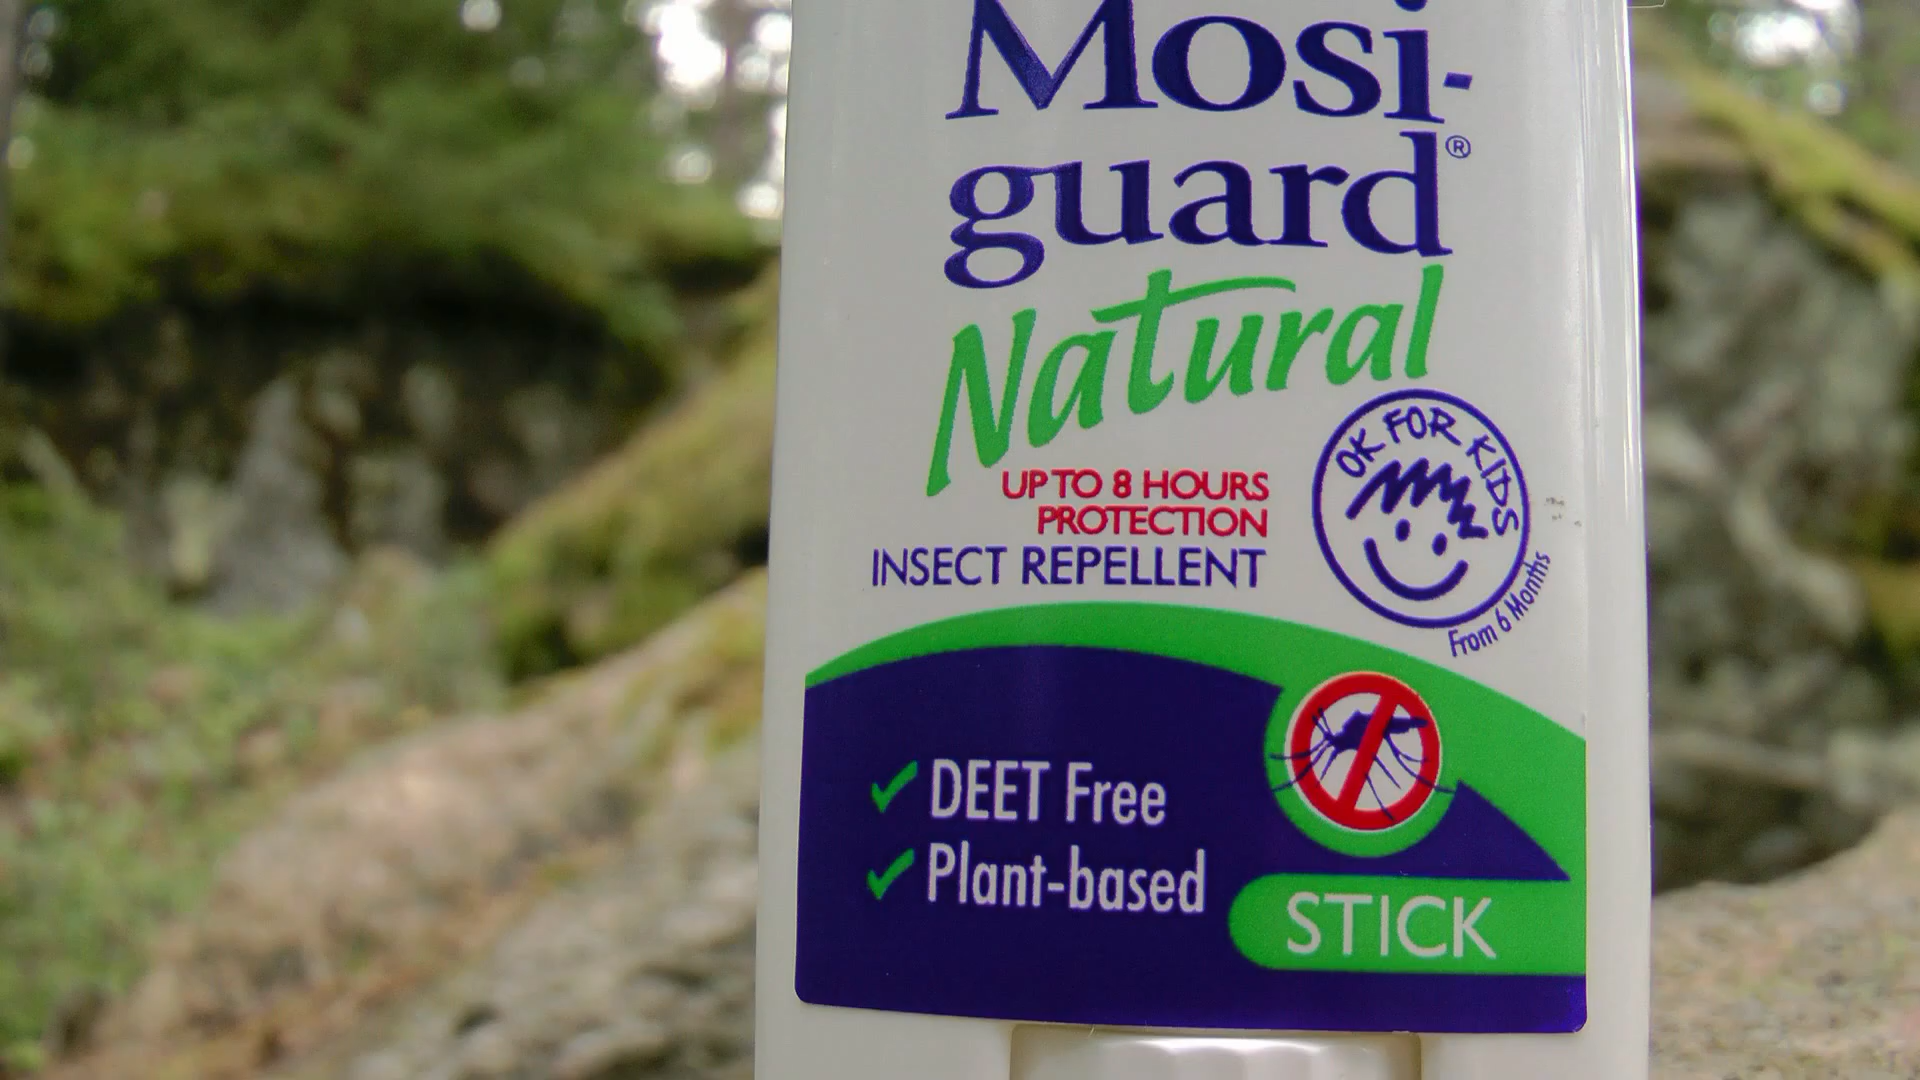 Mosi-
guard®
Natural
UP TO 8 HOURS
PROTECTION
INSECT REPELLENT
OK FOR KIDS
From 6 Months
DEET Free
Plant-based
STICK